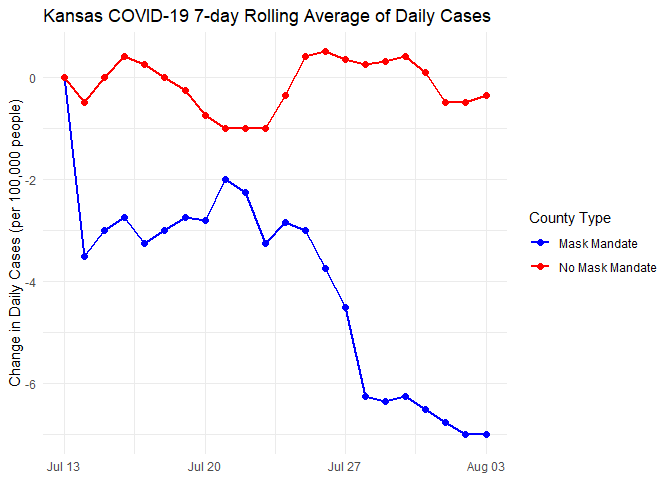 Kansas COVID-19 7-day Rolling Average of Daily Cases
Change in Daily Cases (per 100,000 people)
0
-2
-4
-6
Jul 13
Jul 20
Jul 27
Aug 03
County Type
Mask Mandate
No Mask Mandate